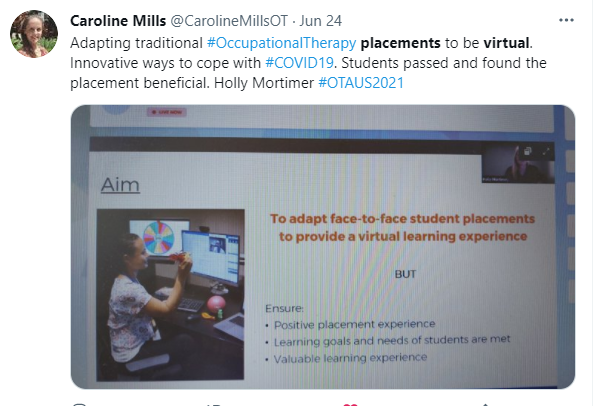 Caroline Mills @CarolineMillsOT · Jun 24
Adapting traditional #OccupationalTherapy placements to be virtual.
Innovative ways to cope with #COVID19. Students passed and found the
placement beneficial. Holly Mortimer #OTAUS2021
Aim
To adapt face-to-face student placements
to provide a virtual learning experience
BUT
Ensure:
• Positive placement experience
• Learning goals and needs of students are met
• Valuable learning experience